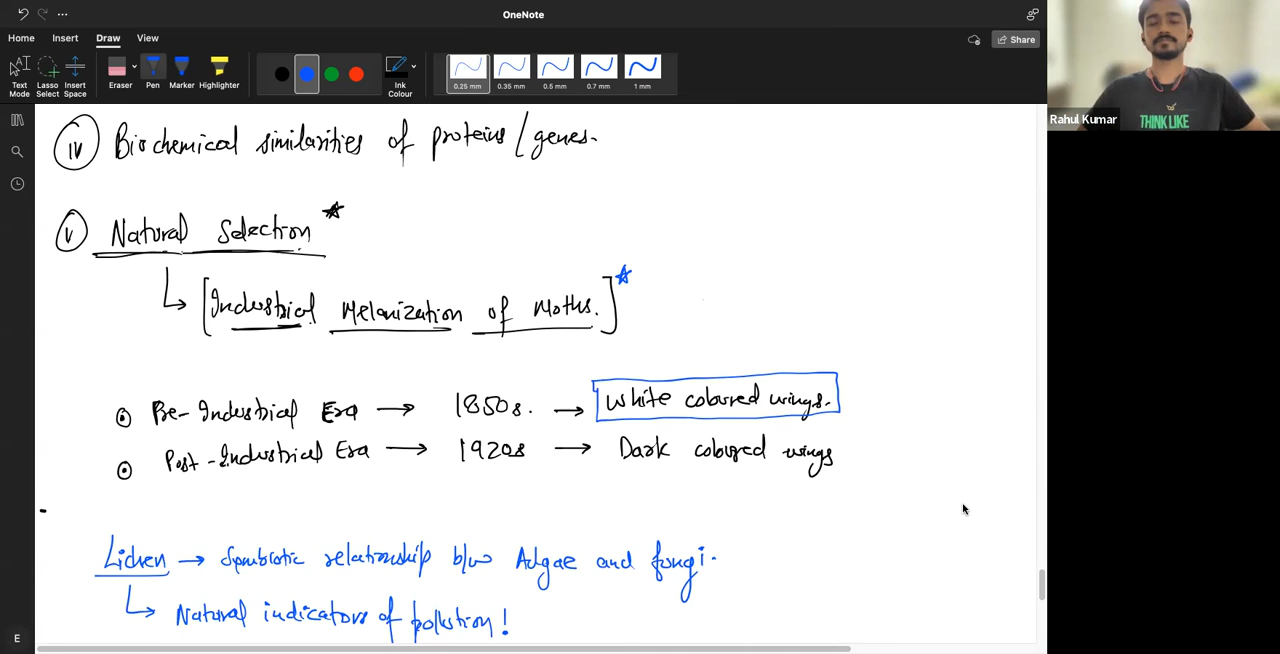 OneNote
Home Insert Draw View
Share
Text Mode
Lasso Select
Insert Space
Eraser
Pen
Marker
Highlighter
Ink Colour
0.25 mm
0.35 mm
0.5 mm
0.7 mm
1 mm
Rahul Kumar
THINK LIKE
iv Biochemical similarities of proteins/genes.
v Natural Selection
[Industrial Melanization of Moths.]
Pre-Industrial Era → 1850s. → White coloured wings.
Post-Industrial Era → 1920s → Dark coloured wings
Lichen → Symbiotic relationship b/w Algae and fungi.
Natural indicators of pollution!
E